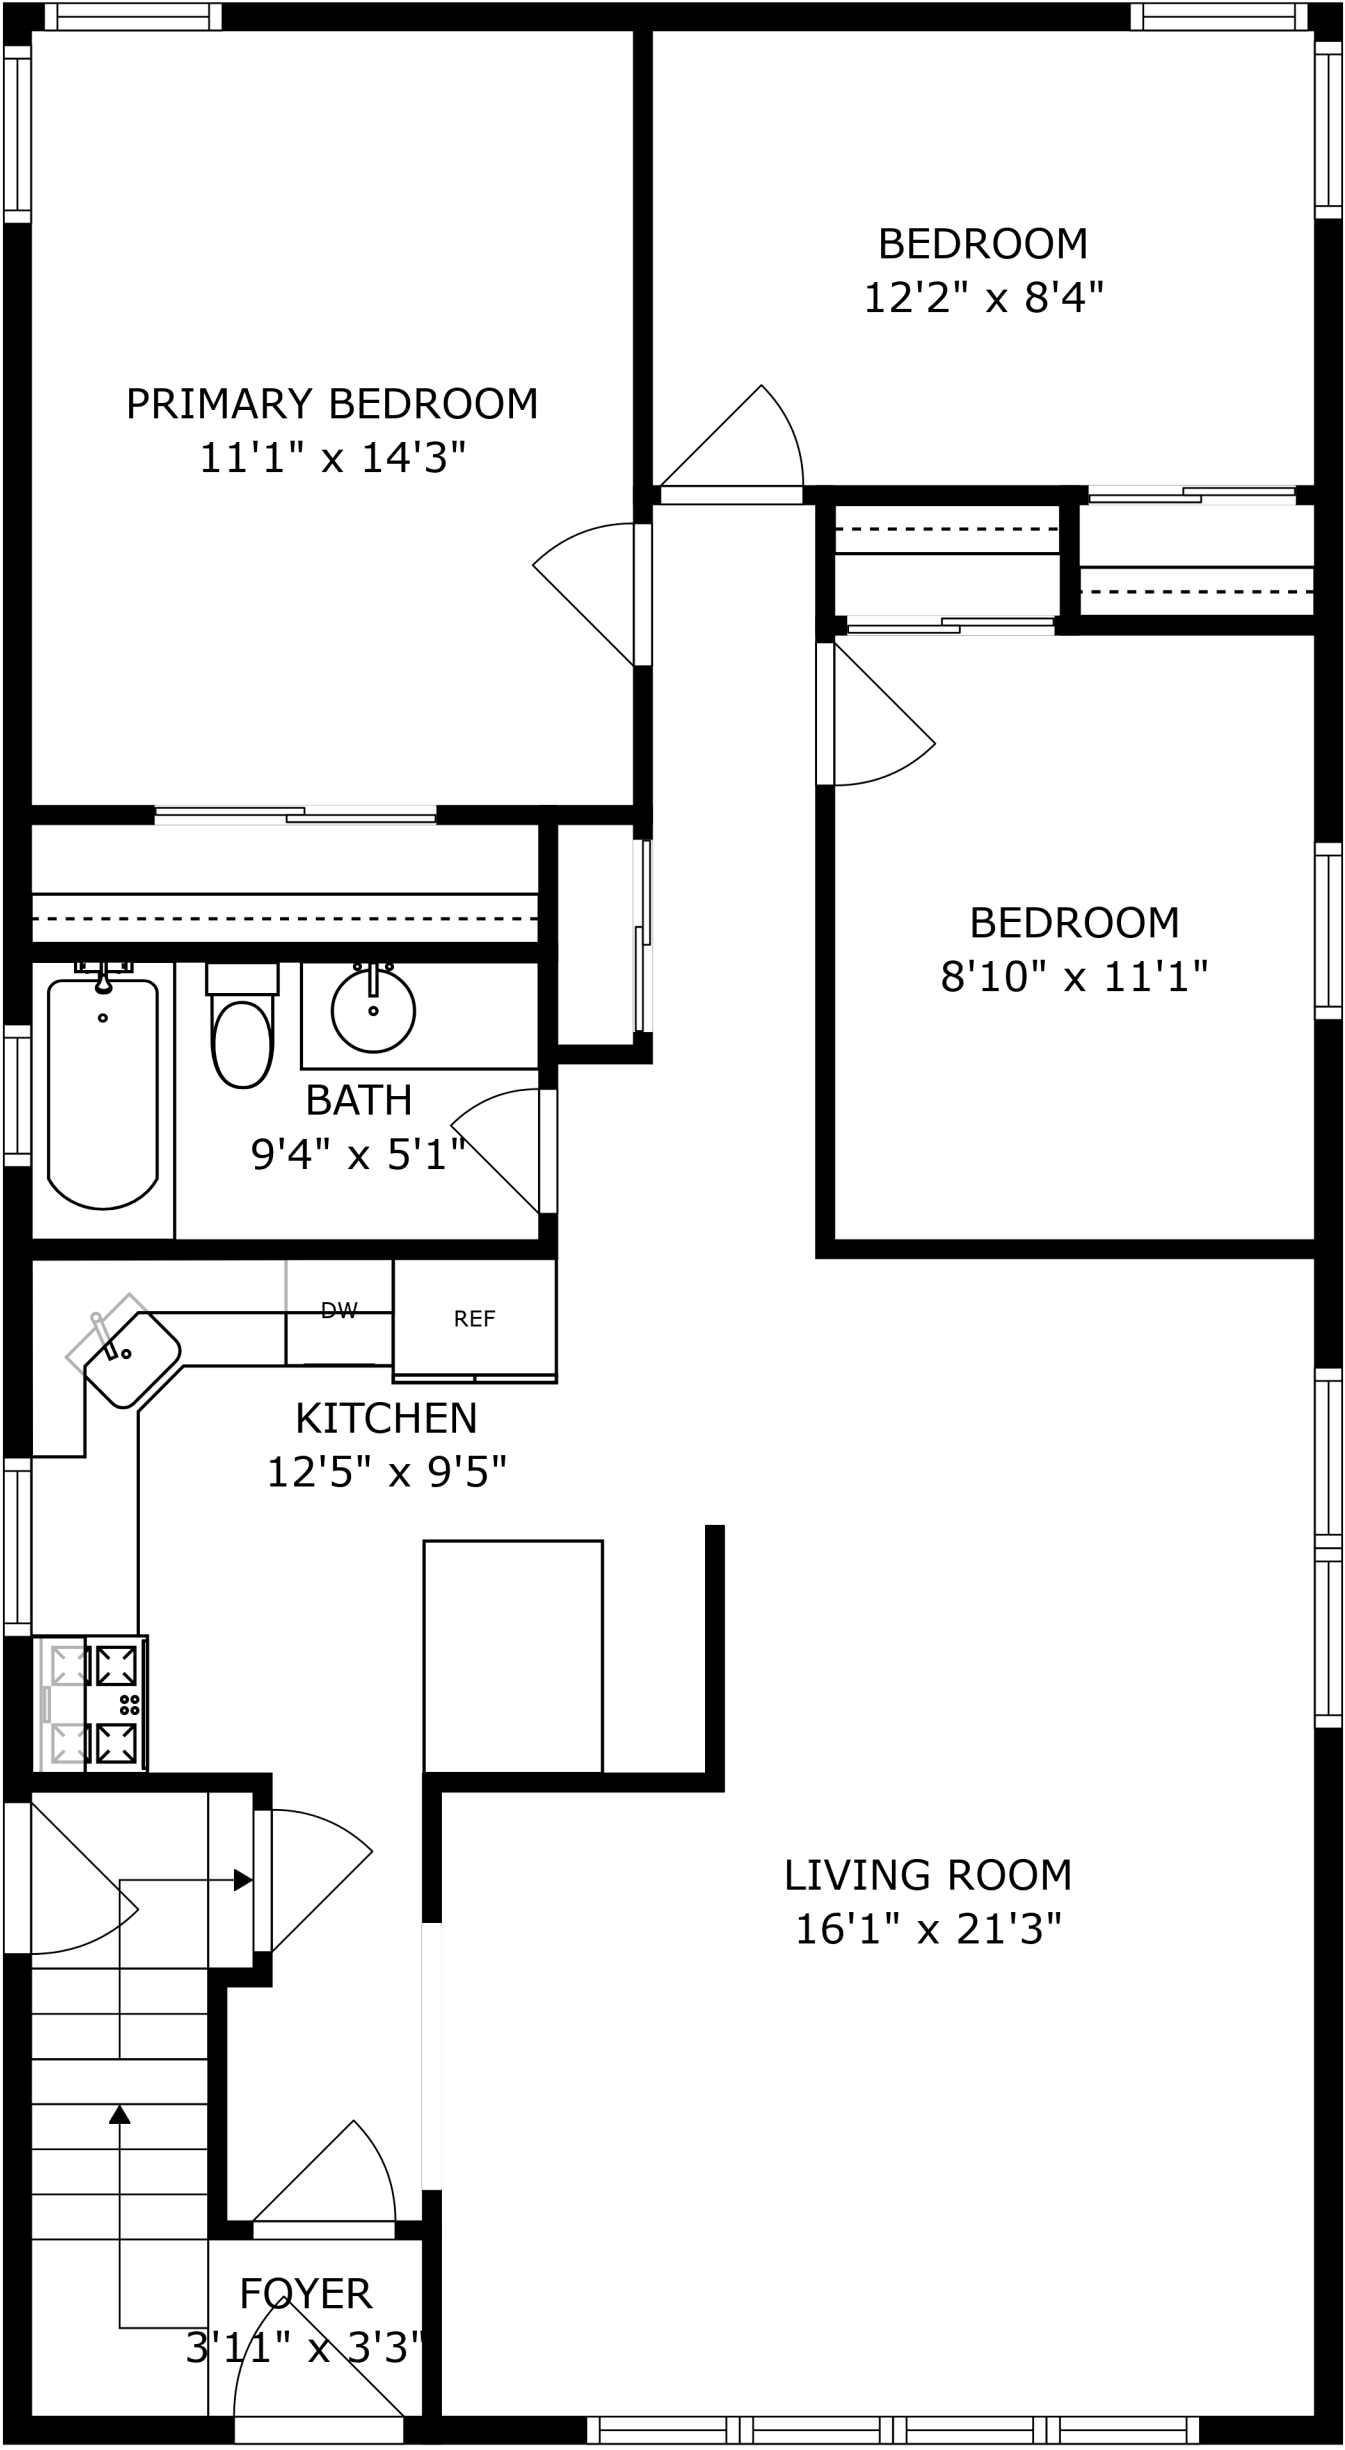 BEDROOM
12'2" x 8'4"
PRIMARY BEDROOM
11'1" x 14'3"
BEDROOM
8'10" x 11'1"
BATH
9'4" x 5'1"
DW
REF
KITCHEN
12'5" x 9'5"
LIVING ROOM
16'1" x 21'3"
FOYER
3'11" x 3'3"